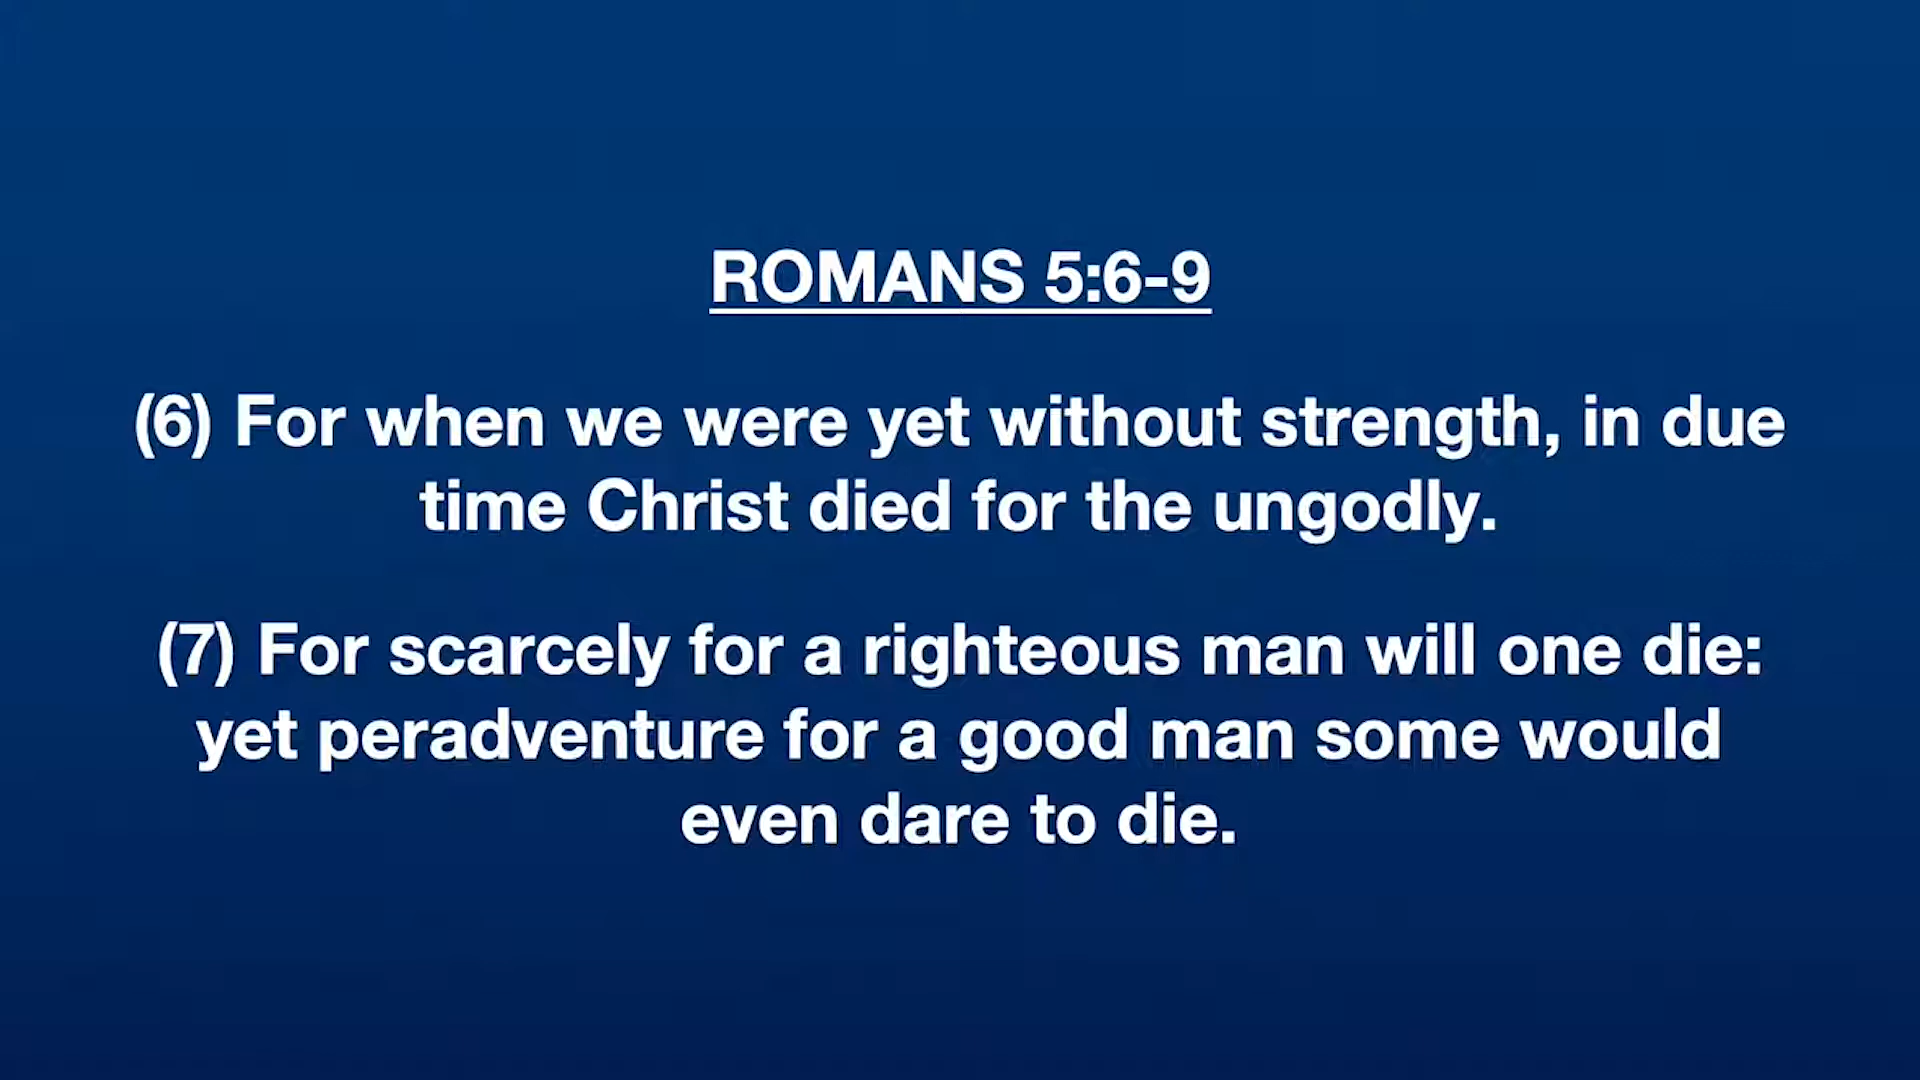 ROMANS 5:6-9
(6) For when we were yet without strength, in due
time Christ died for the ungodly.
(7) For scarcely for a righteous man will one die:
yet peradventure for a good man some would
even dare to die.